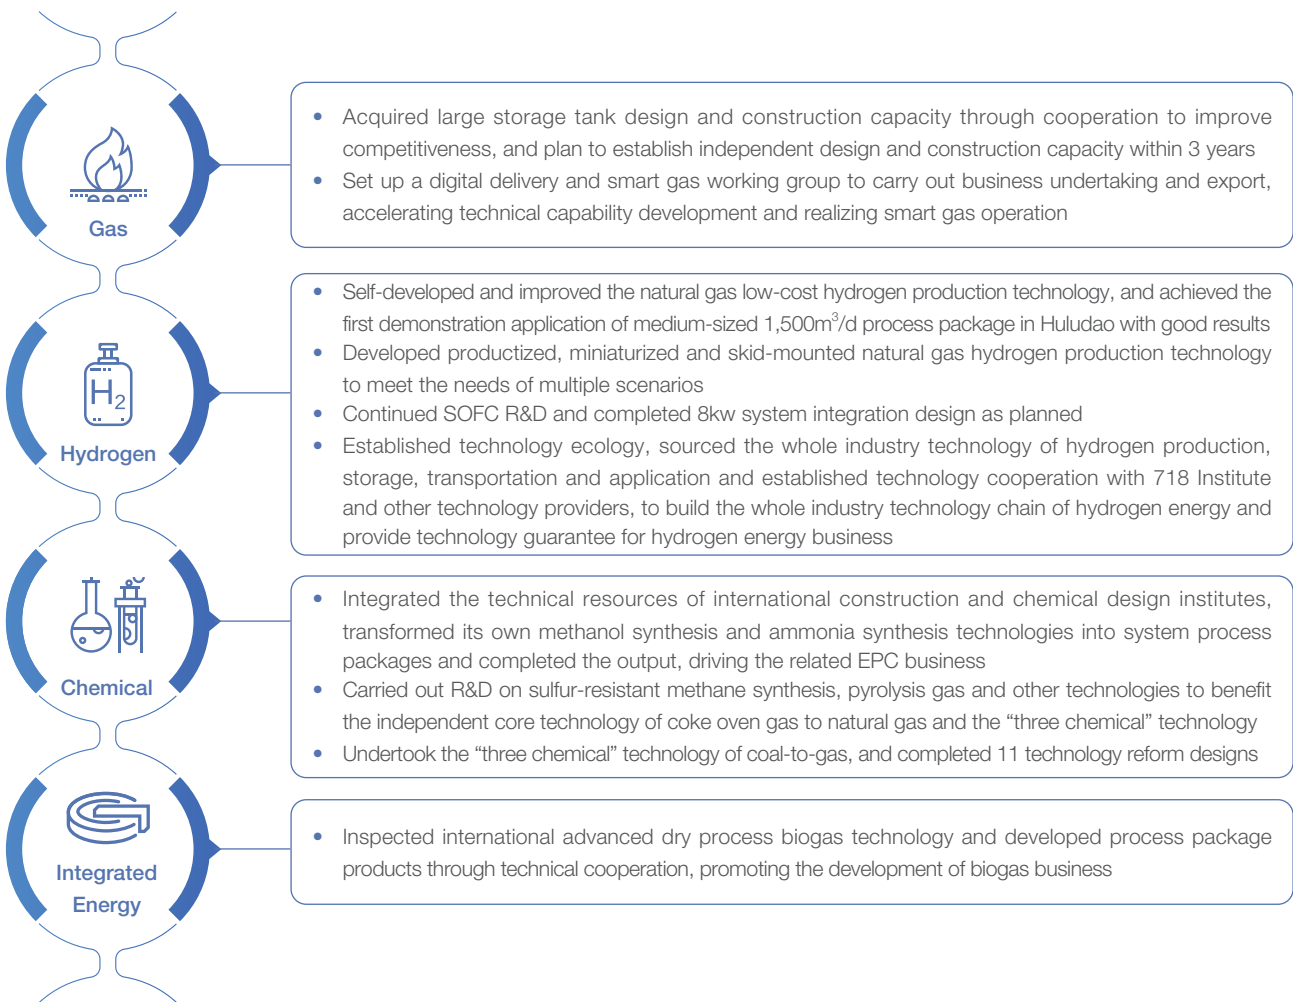 Gas
• Acquired large storage tank design and construction capacity through cooperation to improve
competitiveness, and plan to establish independent design and construction capacity within 3 years
• Set up a digital delivery and smart gas working group to carry out business undertaking and export,
accelerating technical capability development and realizing smart gas operation
H2
Hydrogen
• Self-developed and improved the natural gas low-cost hydrogen production technology, and achieved the
first demonstration application of medium-sized 1,500m³/d process package in Huludao with good results
• Developed productized, miniaturized and skid-mounted natural gas hydrogen production technology
to meet the needs of multiple scenarios
• Continued SOFC R&D and completed 8kw system integration design as planned
• Established technology ecology, sourced the whole industry technology of hydrogen production,
storage, transportation and application and established technology cooperation with 718 Institute
and other technology providers, to build the whole industry technology chain of hydrogen energy and
provide technology guarantee for hydrogen energy business
Chemical
• Integrated the technical resources of international construction and chemical design institutes,
transformed its own methanol synthesis and ammonia synthesis technologies into system process
packages and completed the output, driving the related EPC business
• Carried out R&D on sulfur-resistant methane synthesis, pyrolysis gas and other technologies to benefit
the independent core technology of coke oven gas to natural gas and the “three chemical” technology
• Undertook the “three chemical” technology of coal-to-gas, and completed 11 technology reform designs
Integrated
Energy
• Inspected international advanced dry process biogas technology and developed process package
products through technical cooperation, promoting the development of biogas business